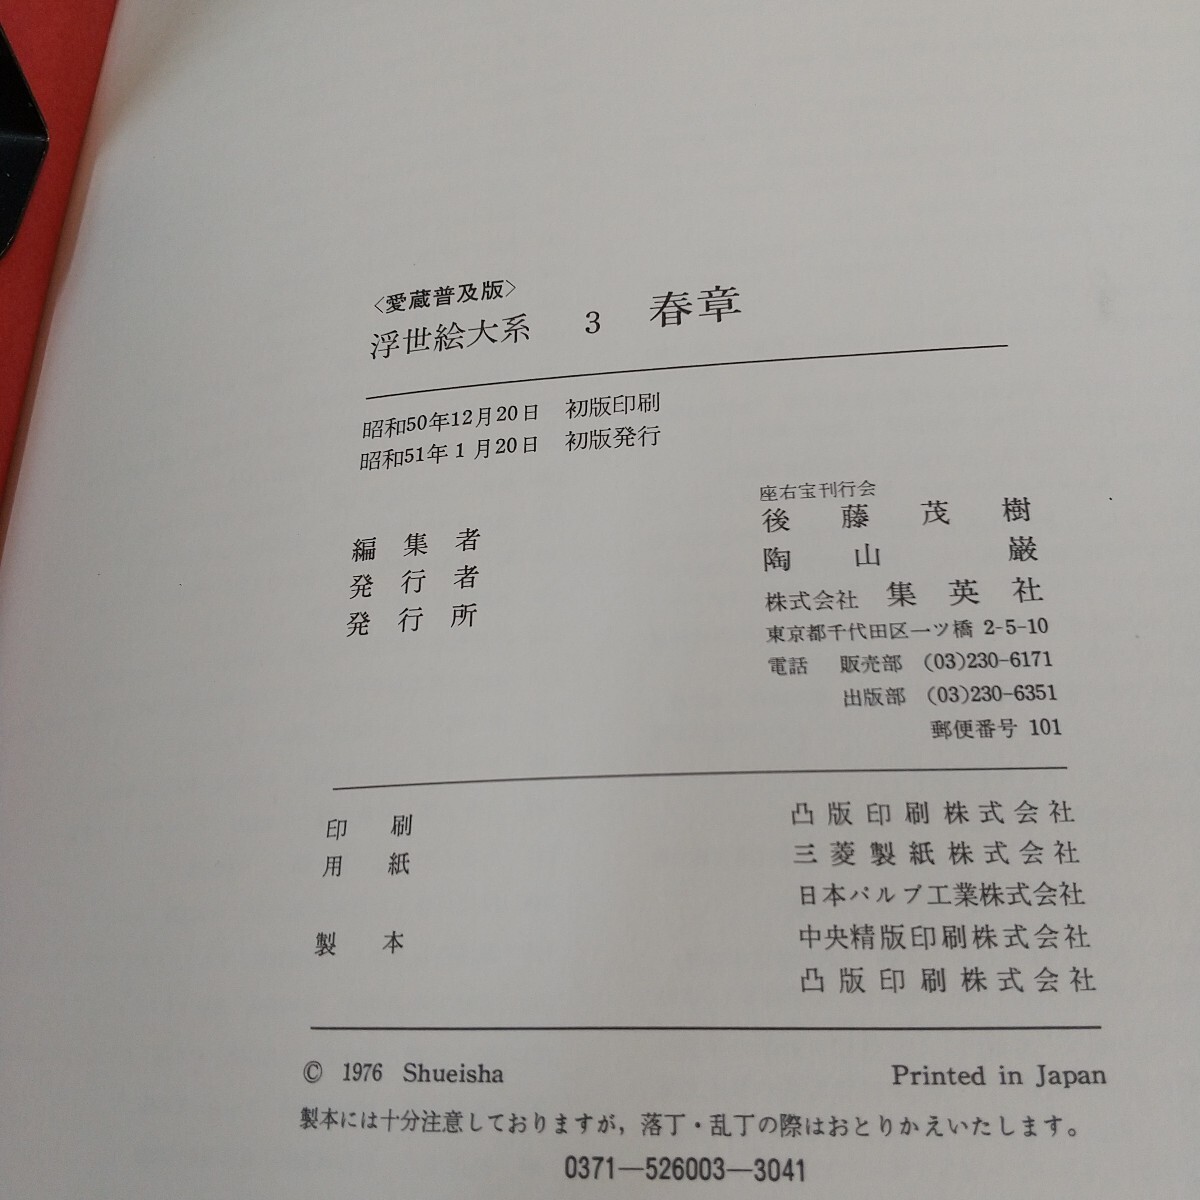 〈愛蔵普及版〉
浮世絵大系 3 春章
昭和50年12月20日 初版印刷
昭和51年1月20日 初版発行
座右宝刊行会
編集者 後藤茂樹
発行者 陶山巌
発行所 株式会社 集英社
東京都千代田区一ツ橋 2-5-10
電話 販売部 (03)230-6171
出版部 (03)230-6351
郵便番号 101
印刷 凸版印刷株式会社
用紙 三菱製紙株式会社
日本パルプ工業株式会社
製本 中央精版印刷株式会社
凸版印刷株式会社
© 1976 Shueisha Printed in Japan
製本には十分注意しておりますが，落丁・乱丁の際はおとりかえいたします。
0371―526003―3041